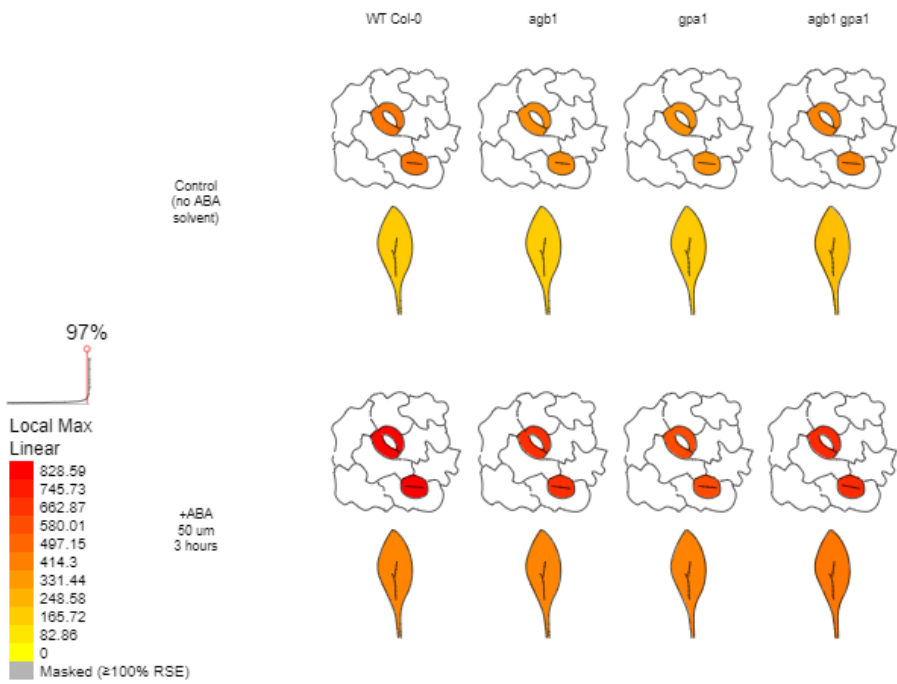 WT Col-0 agb1 gpa1 agb1 gpa1
Control
(no ABA
solvent)
97%
Local Max
Linear
828.59
745.73
662.87
580.01
497.15
414.3
331.44
248.58
165.72
82.86
0
Masked (≥100% RSE)
+ABA
50 um
3 hours